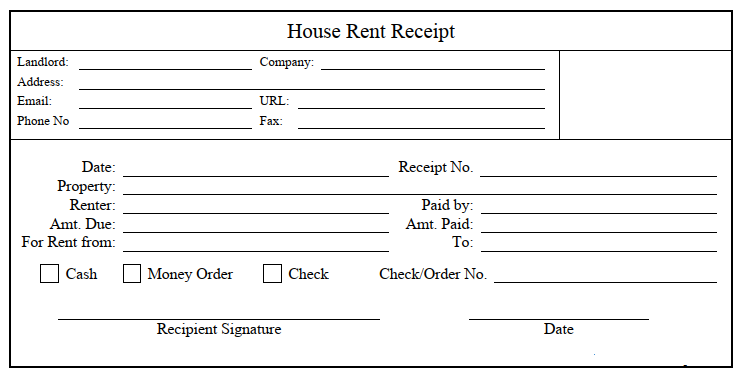 House Rent Receipt
Landlord: Company:
Address:
Email: URL:
Phone No Fax:
Date: Receipt No.
Property:
Renter: Paid by:
Amt. Due: Amt. Paid:
For Rent from: To:
Cash Money Order Check Check/Order No.
Recipient Signature Date